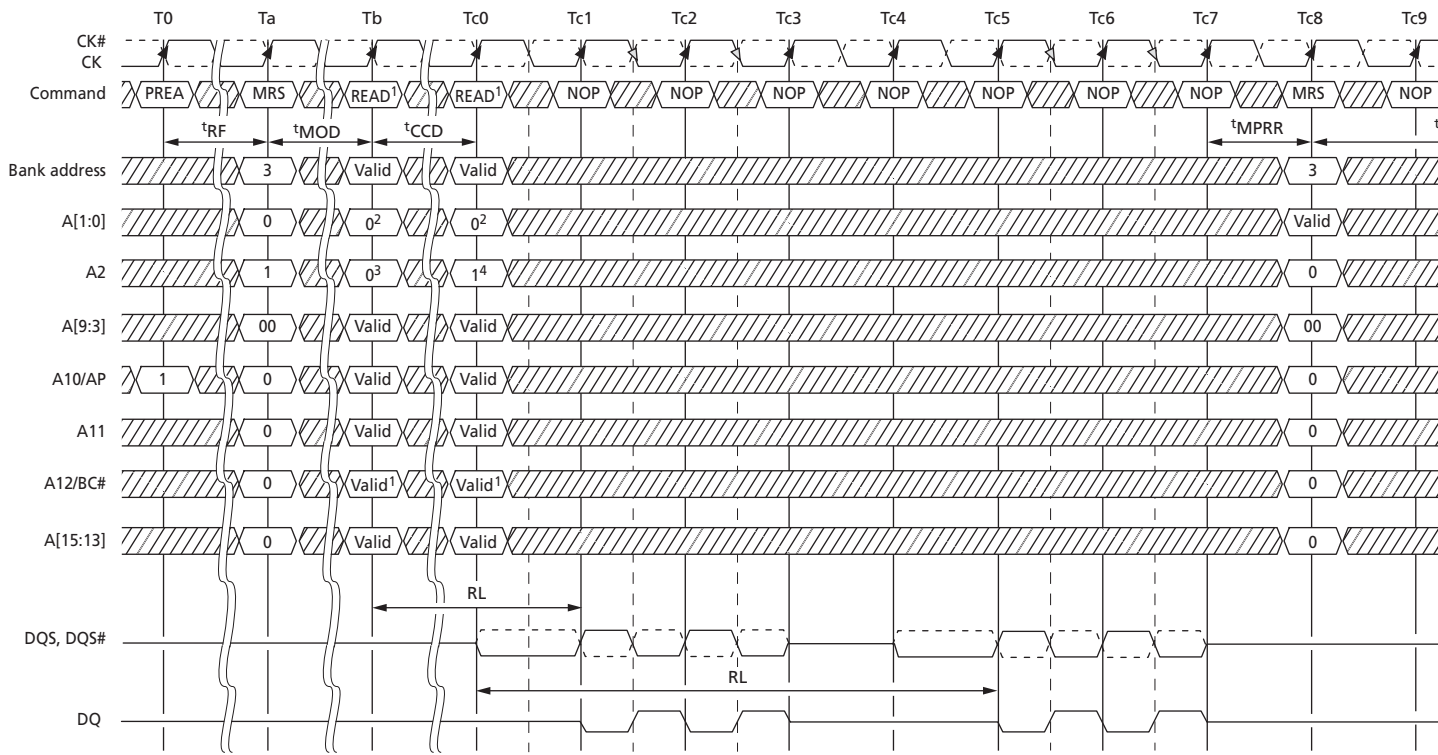 T0 Ta Tb Tc0 Tc1 Tc2 Tc3 Tc4 Tc5 Tc6 Tc7 Tc8 Tc9
CK#
CK
Command PREA MRS READ¹ READ¹ NOP NOP NOP NOP NOP NOP NOP MRS NOP
ᵗRF ᵗMOD ᵗCCD ᵗMPRR ᵗ
Bank address 3 Valid Valid 3
A[1:0] 0 0² 0² Valid
A2 1 0³ 1⁴ 0
A[9:3] 00 Valid Valid 00
A10/AP 1 0 Valid Valid 0
A11 0 Valid Valid 0
A12/BC# 0 Valid¹ Valid¹ 0
A[15:13] 0 Valid Valid 0
RL
DQS, DQS#
RL
DQ